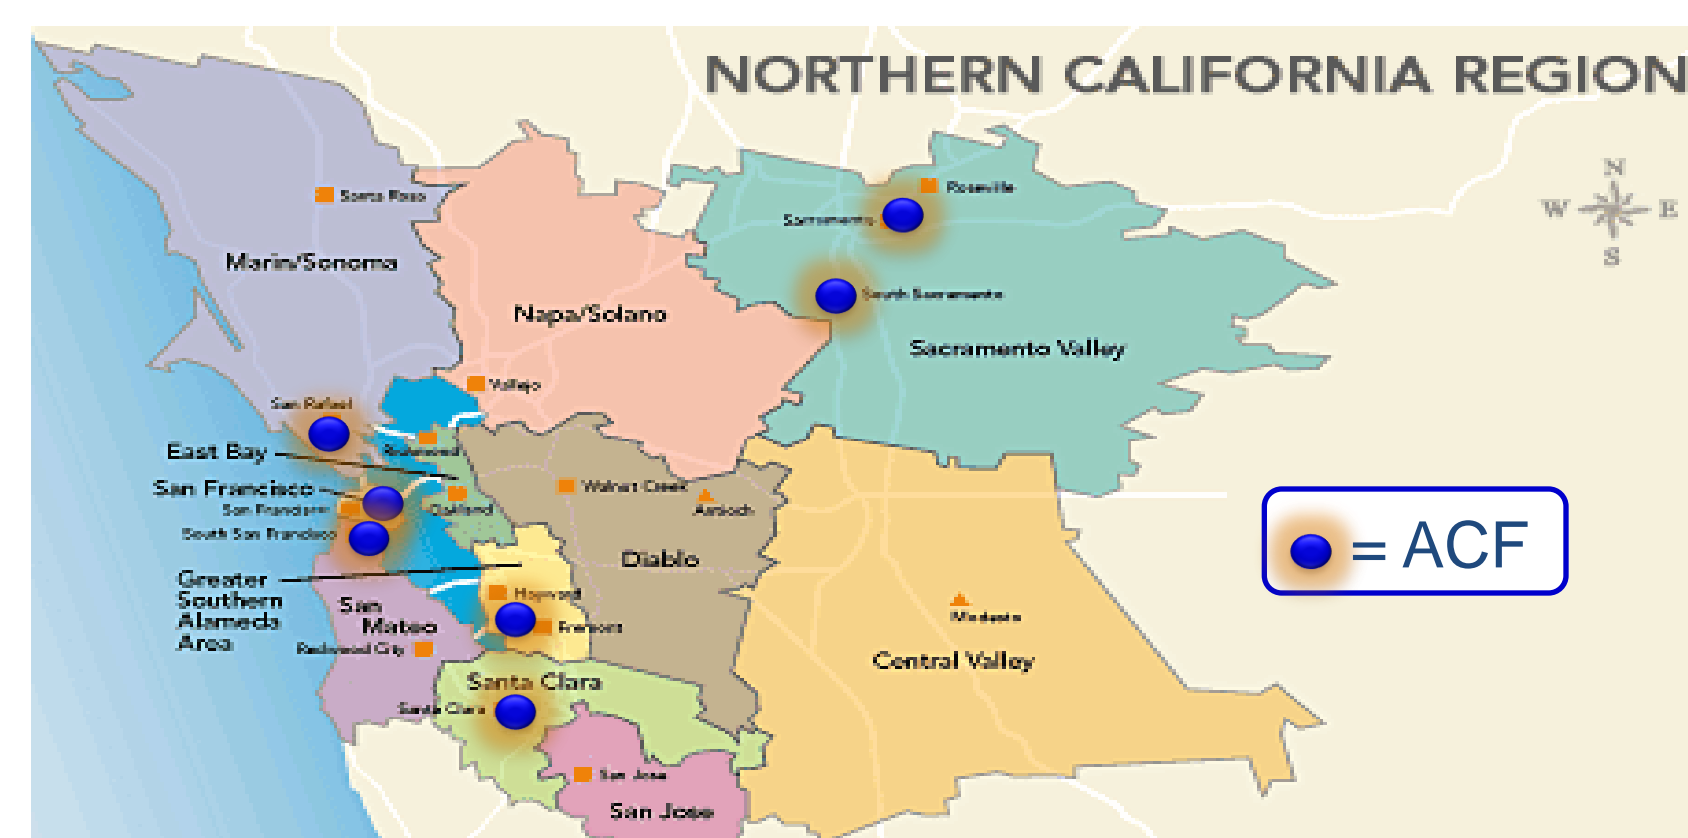 NORTHERN CALIFORNIA REGION
N
W E
S
Santa Rosa
Roseville
Sacramento
Marin/Sonoma
South Sacramento
Napa/Solano
Sacramento Valley
Vallejo
San Rafael
East Bay
Richmond
San Francisco
San Francisco
Oakland
Walnut Creek
Antioch
South San Francisco
= ACF
Diablo
Greater
Southern
Alameda
Area
Hayward
San
Mateo
Fremont
Modesto
Redwood City
Central Valley
Santa Clara
Santa Clara
San Jose
San Jose